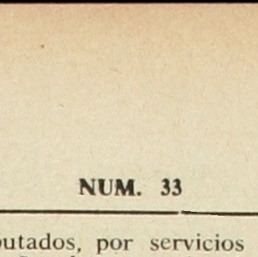 NUM. 33
putados, por servicios